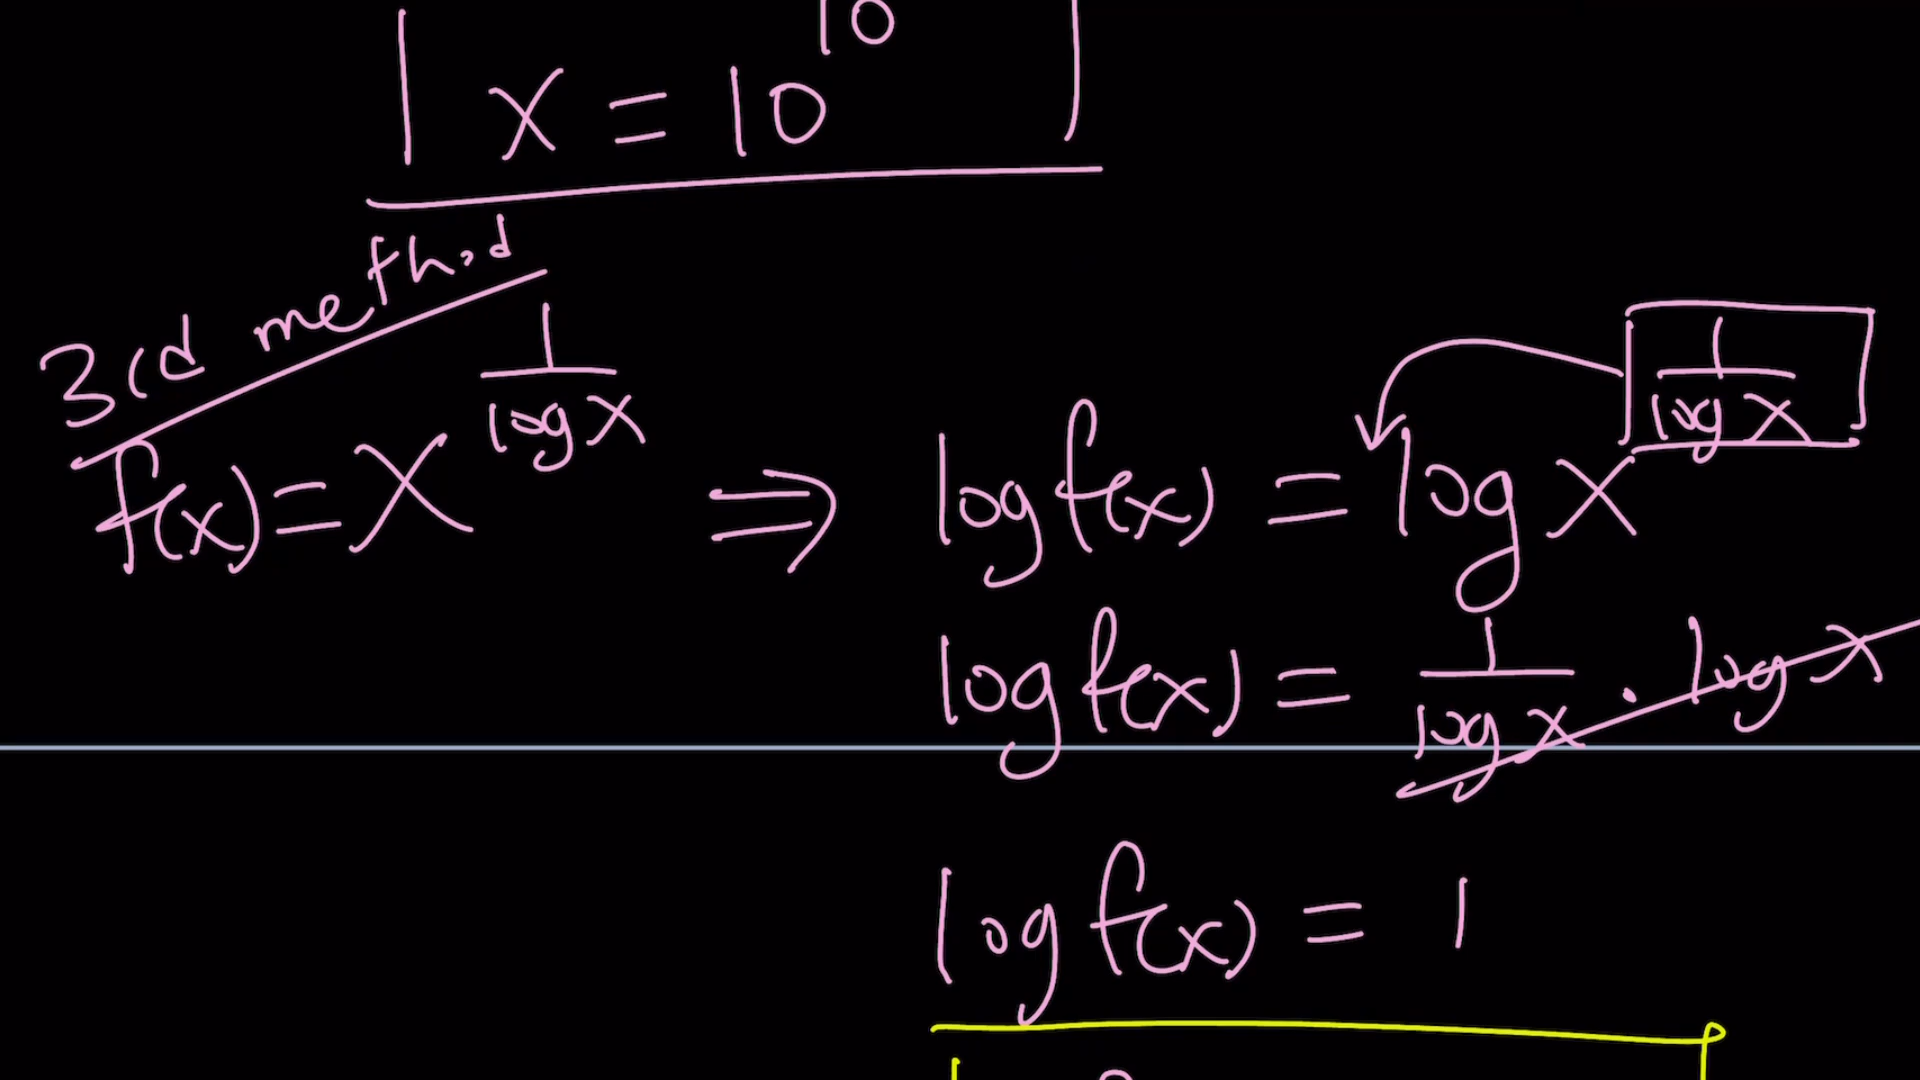 x = 10^10
3rd method
f(x) = x^(1/log x) ⇒ log f(x) = log x^(1/log x)
log f(x) = 1/log x · log x
log f(x) = 1